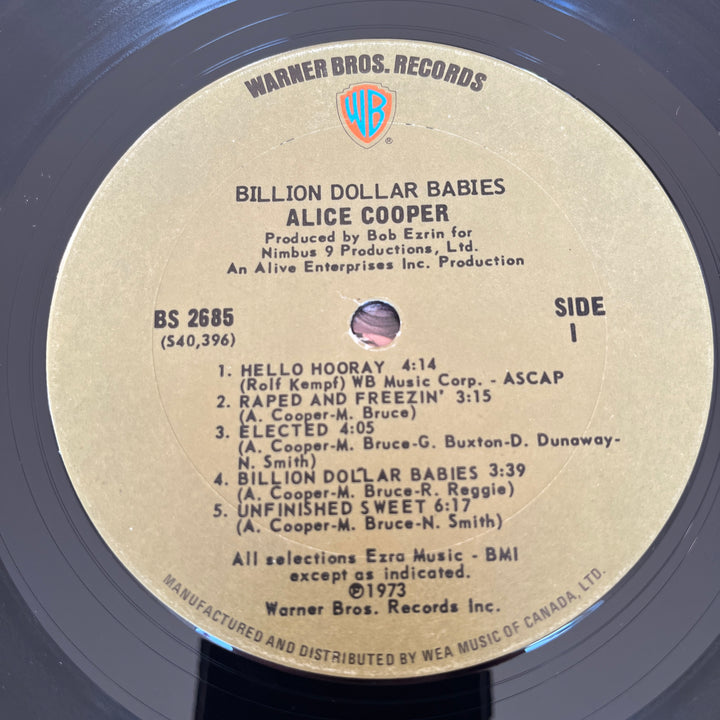 WARNER BROS. RECORDS
WB
®
BILLION DOLLAR BABIES
ALICE COOPER
Produced by Bob Ezrin for
Nimbus 9 Productions, Ltd.
An Alive Enterprises Inc. Production
BS 2685
(S40,396)
SIDE
1
1. HELLO HOORAY 4:14
(Rolf Kempf) WB Music Corp. - ASCAP
2. RAPED AND FREEZIN' 3:15
(A. Cooper-M. Bruce)
3. ELECTED 4:05
(A. Cooper-M. Bruce-G. Buxton-D. Dunaway-
N. Smith)
4. BILLION DOLLAR BABIES 3:39
(A. Cooper-M. Bruce-R. Reggie)
5. UNFINISHED SWEET 6:17
(A. Cooper-M. Bruce-N. Smith)
All selections Ezra Music - BMI
except as indicated.
℗1973
Warner Bros. Records Inc.
MANUFACTURED AND DISTRIBUTED BY WEA MUSIC OF CANADA, LTD.